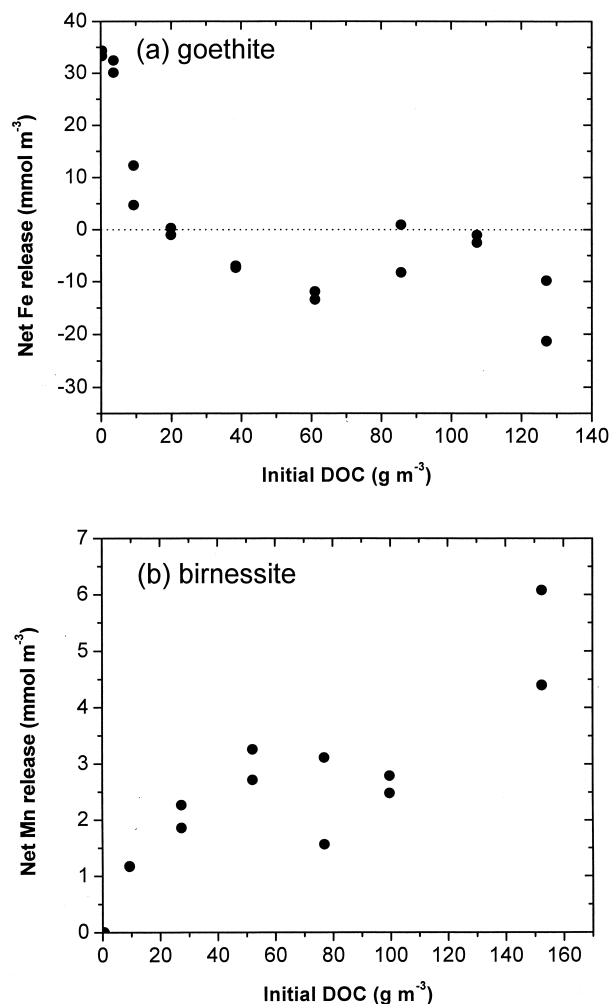 (a) goethite
40
30
20
10
0
-10
-20
-30
Net Fe release (mmol m-3)
0 20 40 60 80 100 120 140
Initial DOC (g m-3)
(b) birnessite
7
6
5
4
3
2
1
0
Net Mn release (mmol m-3)
0 20 40 60 80 100 120 140 160
Initial DOC (g m-3)